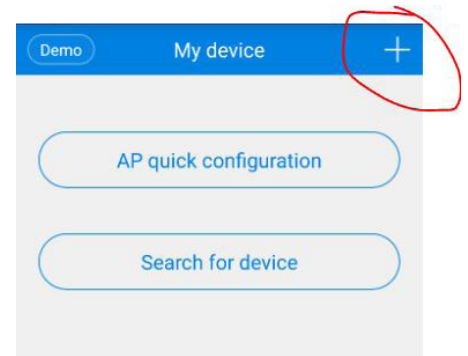 Demo
My device
AP quick configuration
Search for device